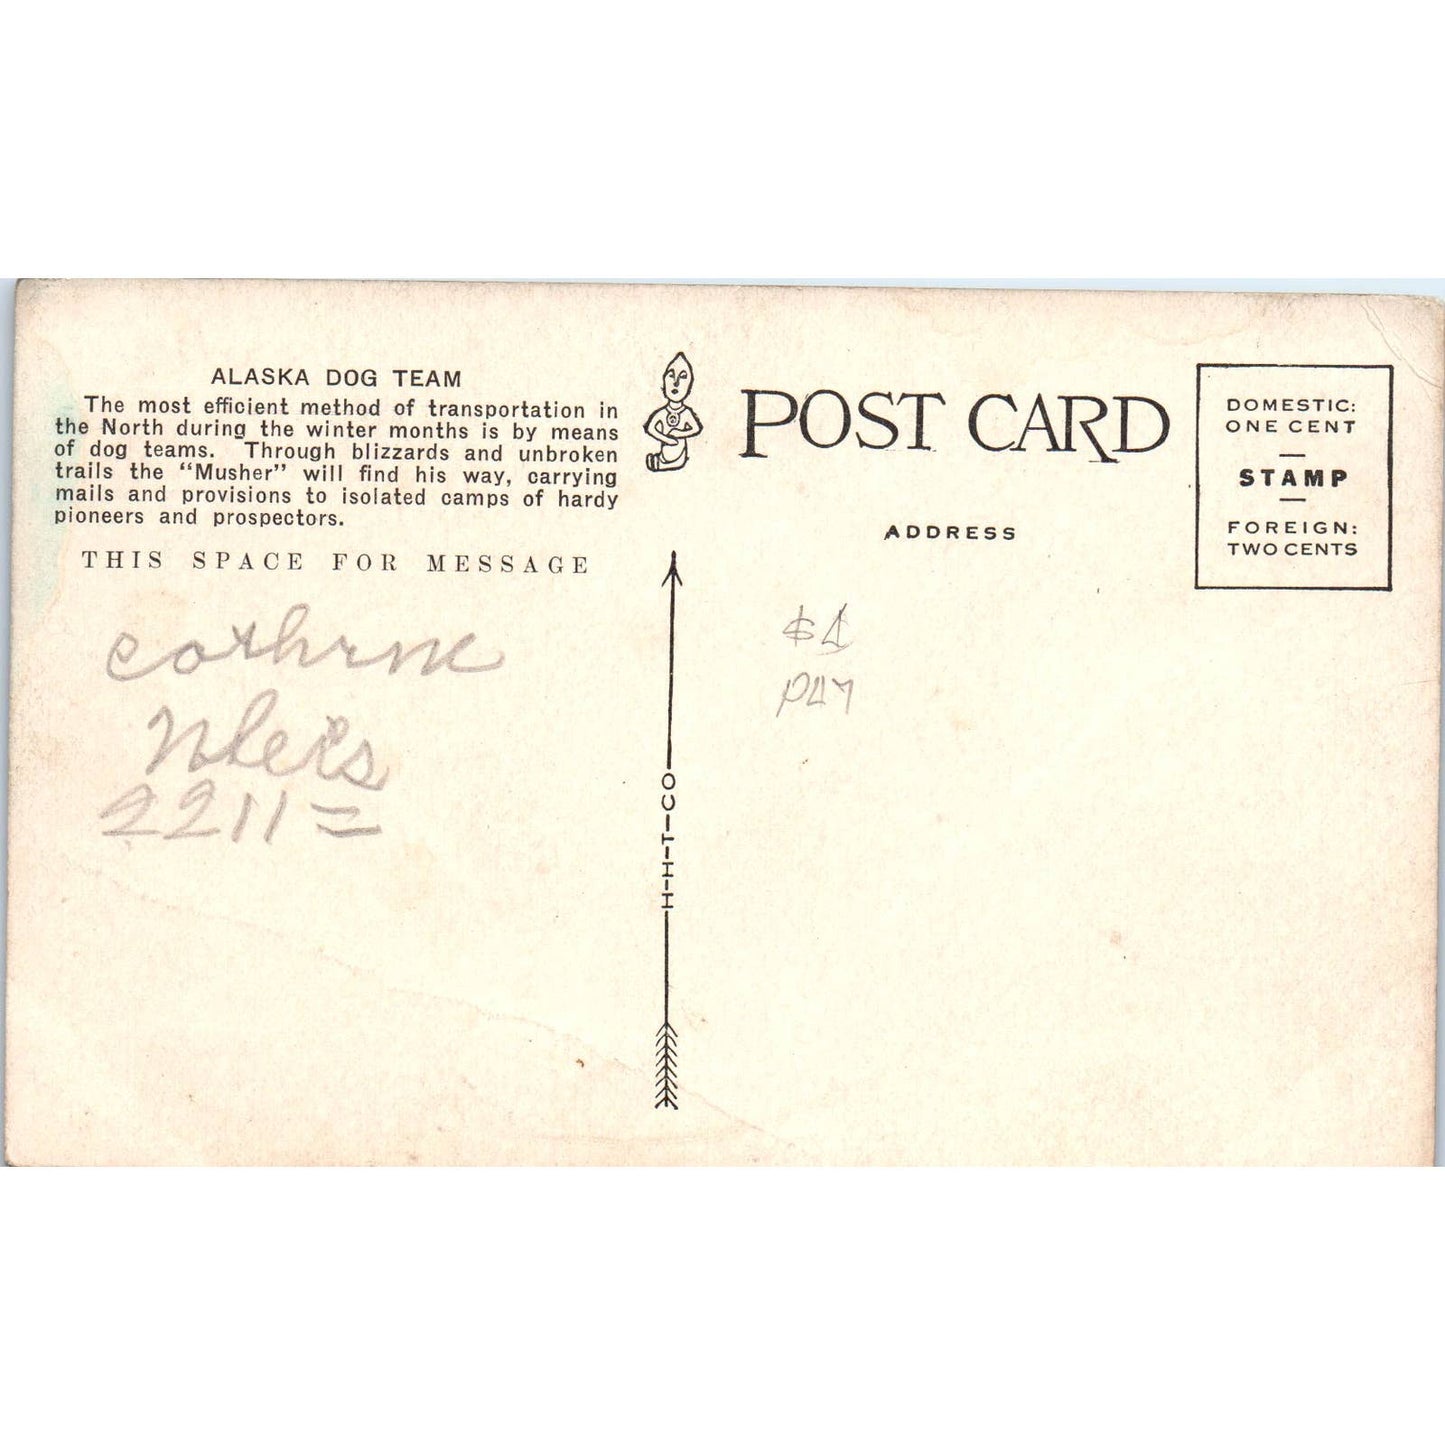 ALASKA DOG TEAM
The most efficient method of transportation in
the North during the winter months is by means
of dog teams. Through blizzards and unbroken
trails the “Musher” will find his way, carrying
mails and provisions to isolated camps of hardy
pioneers and prospectors.
THIS SPACE FOR MESSAGE
2211=
H-H-T-CO
POST CARD
ADDRESS
DOMESTIC:
ONE CENT
STAMP
FOREIGN:
TWO CENTS